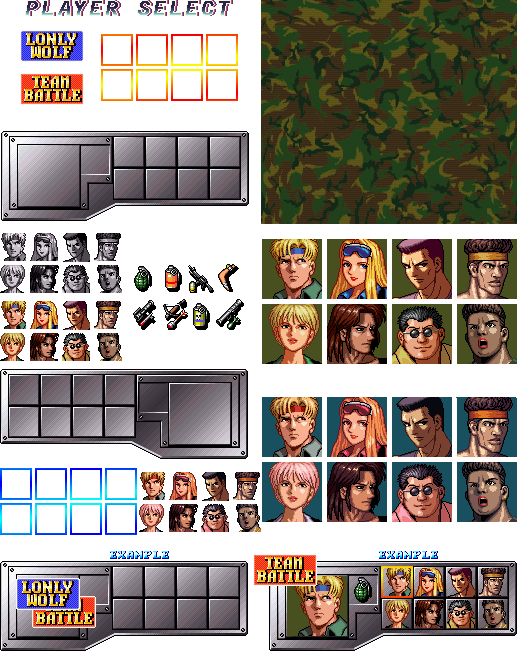 PLAYER SELECT
LONLY
WOLF
TEAM
BATTLE
EXAMPLE
LONLY
WOLF
BATTLE
EXAMPLE
TEAM
BATTLE